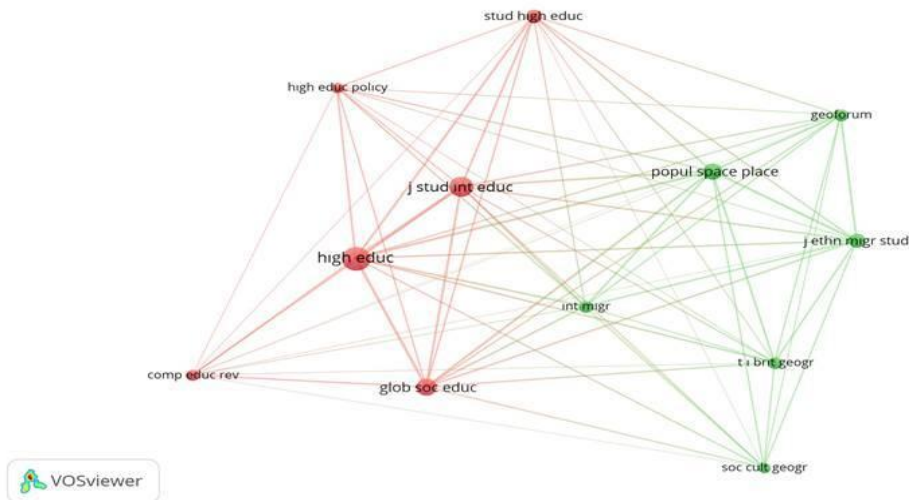 stud high educ
high educ policy
geoforum
popul space place
j stud int educ
j ethn migr stud
high educ
int migr
t i brit geogr
comp educ rev
glob soc educ
soc cult geogr
VOSviewer